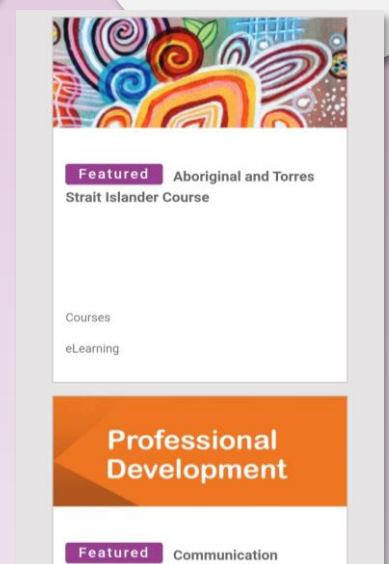 Featured Aboriginal and Torres
Strait Islander Course
Courses
eLearning
Professional
Development
Featured Communication